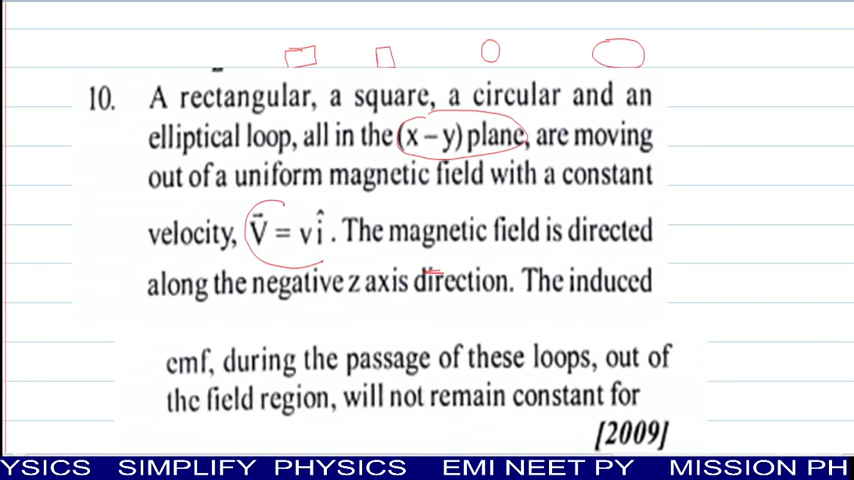 10. A rectangular, a square, a circular and an
elliptical loop, all in the (x – y) plane, are moving
out of a uniform magnetic field with a constant
velocity, V⃗ = v î . The magnetic field is directed
along the negative z axis direction. The induced
emf, during the passage of these loops, out of
the field region, will not remain constant for
[2009]
YSICS SIMPLIFY PHYSICS EMI NEET PY MISSION PH